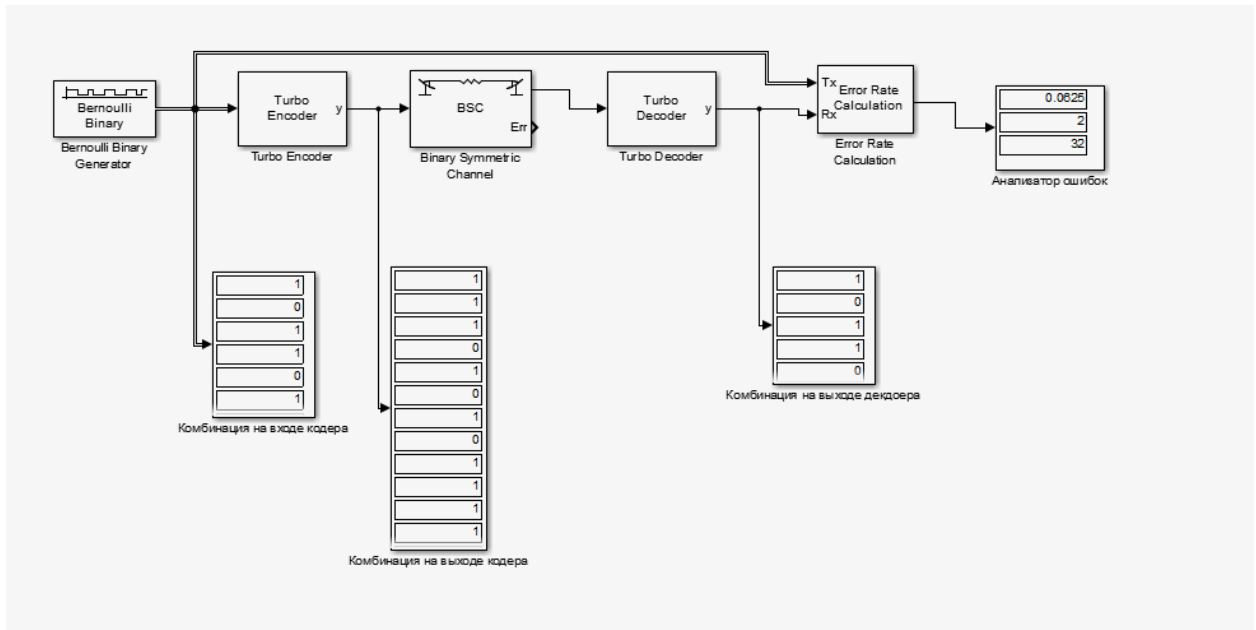 Bernoulli
Binary
Bernoulli Binary
Generator
Turbo
Encoder
y
Turbo Encoder
BSC
Err
Binary Symmetric
Channel
Turbo
Decoder
y
Turbo Decoder
Tx
Error Rate
Calculation
Rx
Error Rate
Calculation
0.0625
2
32
Анализатор ошибок
1
0
1
1
0
1
Комбинация на входе кодера
1
1
1
0
1
0
1
0
1
1
1
1
Комбинация на выходе кодера
1
0
1
1
0
Комбинация на выходе декдоера